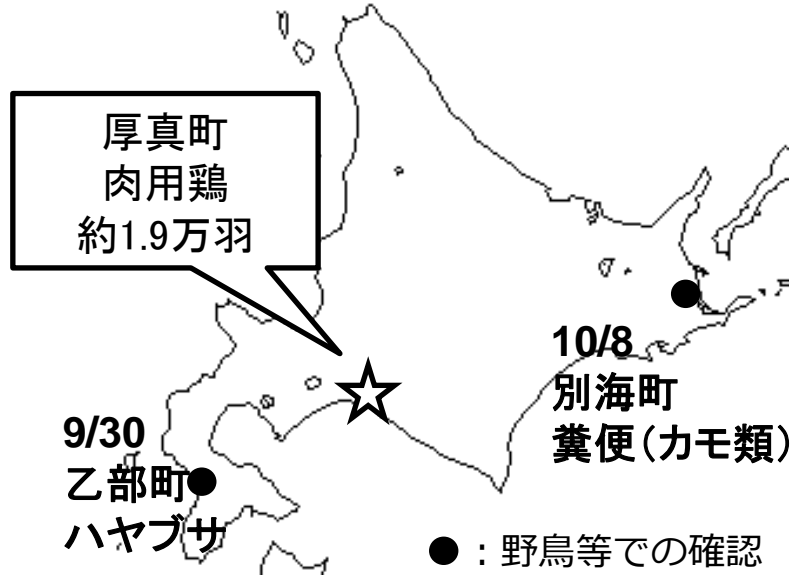 厚真町
肉用鶏
約1.9万羽
10/8
別海町
糞便(カモ類)
9/30
乙部町
ハヤブサ
●：野鳥等での確認